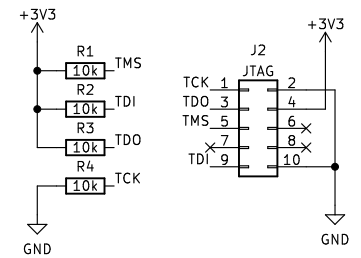 +3V3
R1
10k
TMS
R2
10k
TDI
R3
10k
TDO
R4
10k
TCK
GND
+3V3
J2
JTAG
TCK 1 2
TDO 3 4
TMS 5 6
7 8
TDI 9 10
GND